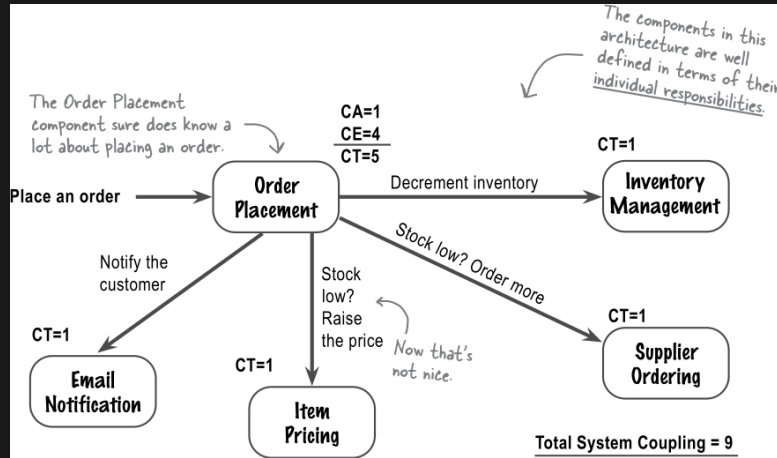 The components in this
architecture are well
defined in terms of their
individual responsibilities.
The Order Placement
component sure does know a
lot about placing an order.
CA=1
CE=4
CT=5
CT=1
Place an order
Order
Placement
Decrement inventory
Inventory
Management
Notify the
customer
Stock
low?
Raise
the price
Stock low? Order more
Now that's
not nice.
CT=1
Email
Notification
CT=1
Item
Pricing
CT=1
Supplier
Ordering
Total System Coupling = 9